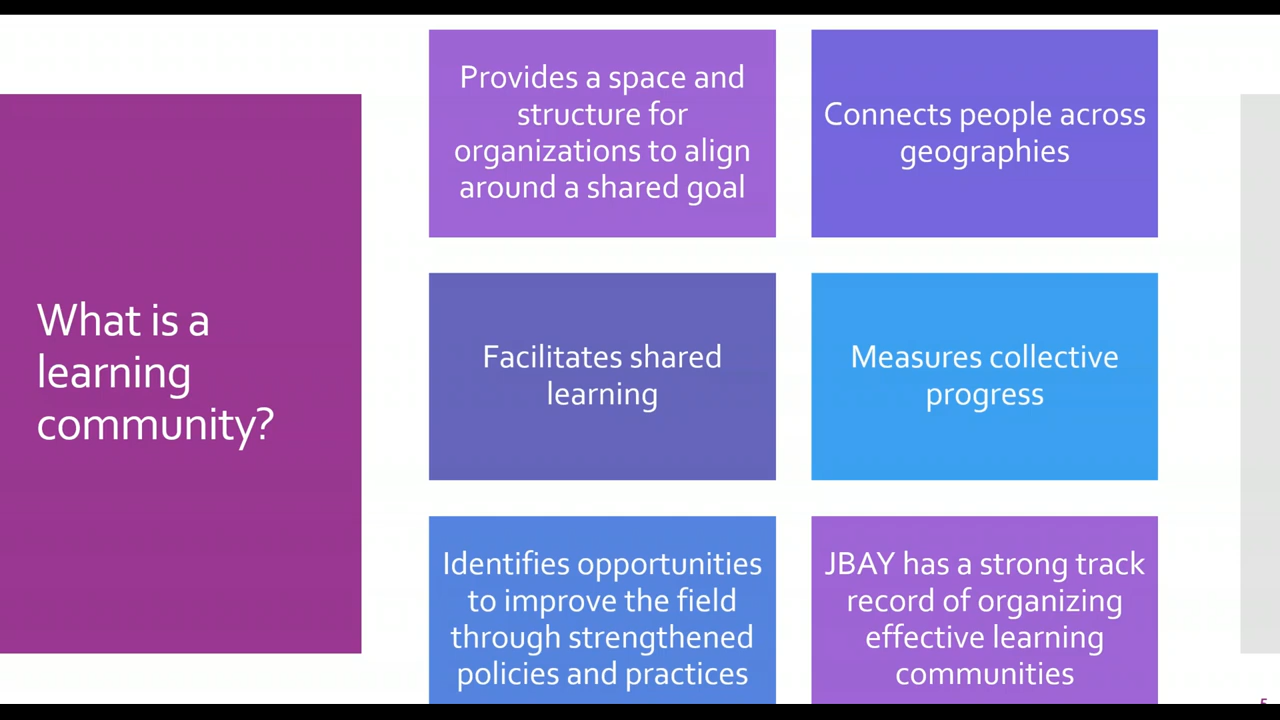 What is a
learning
community?
Provides a space and
structure for
organizations to align
around a shared goal
Connects people across
geographies
Facilitates shared
learning
Measures collective
progress
Identifies opportunities
to improve the field
through strengthened
policies and practices
JBAY has a strong track
record of organizing
effective learning
communities